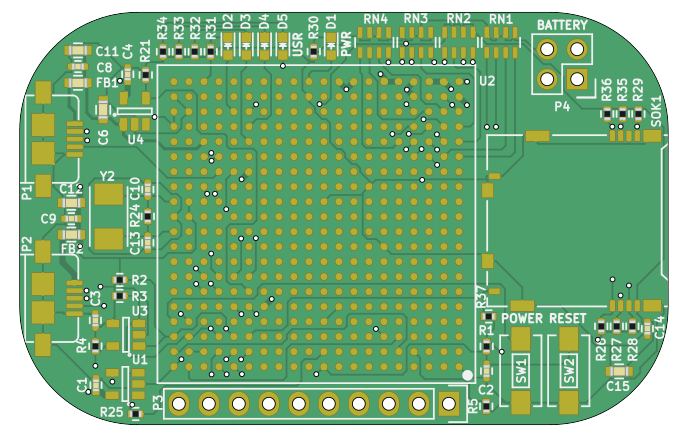 R34
R33
R32
R31
D2
D3
D4
D5
USR
R30
D1
PWR
RN4
RN3
RN2
RN1
BATTERY
C11
C8
FB1
C4
R21
U2
P4
R36
R35
R29
SOK1
C6
U4
P1
C12
Y2
C10
C9
R24
FB2
C13
P2
R2
R3
C3
U3
R4
U1
C1
R25
P3
R37
R1
C2
R5
POWER RESET
SW1
SW2
R26
R27
R28
C14
C15